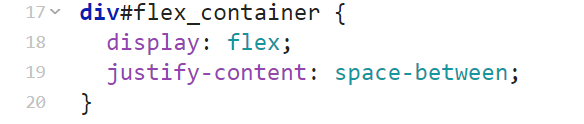 17 div#flex_container {
18   display: flex;
19   justify-content: space-between;
20 }